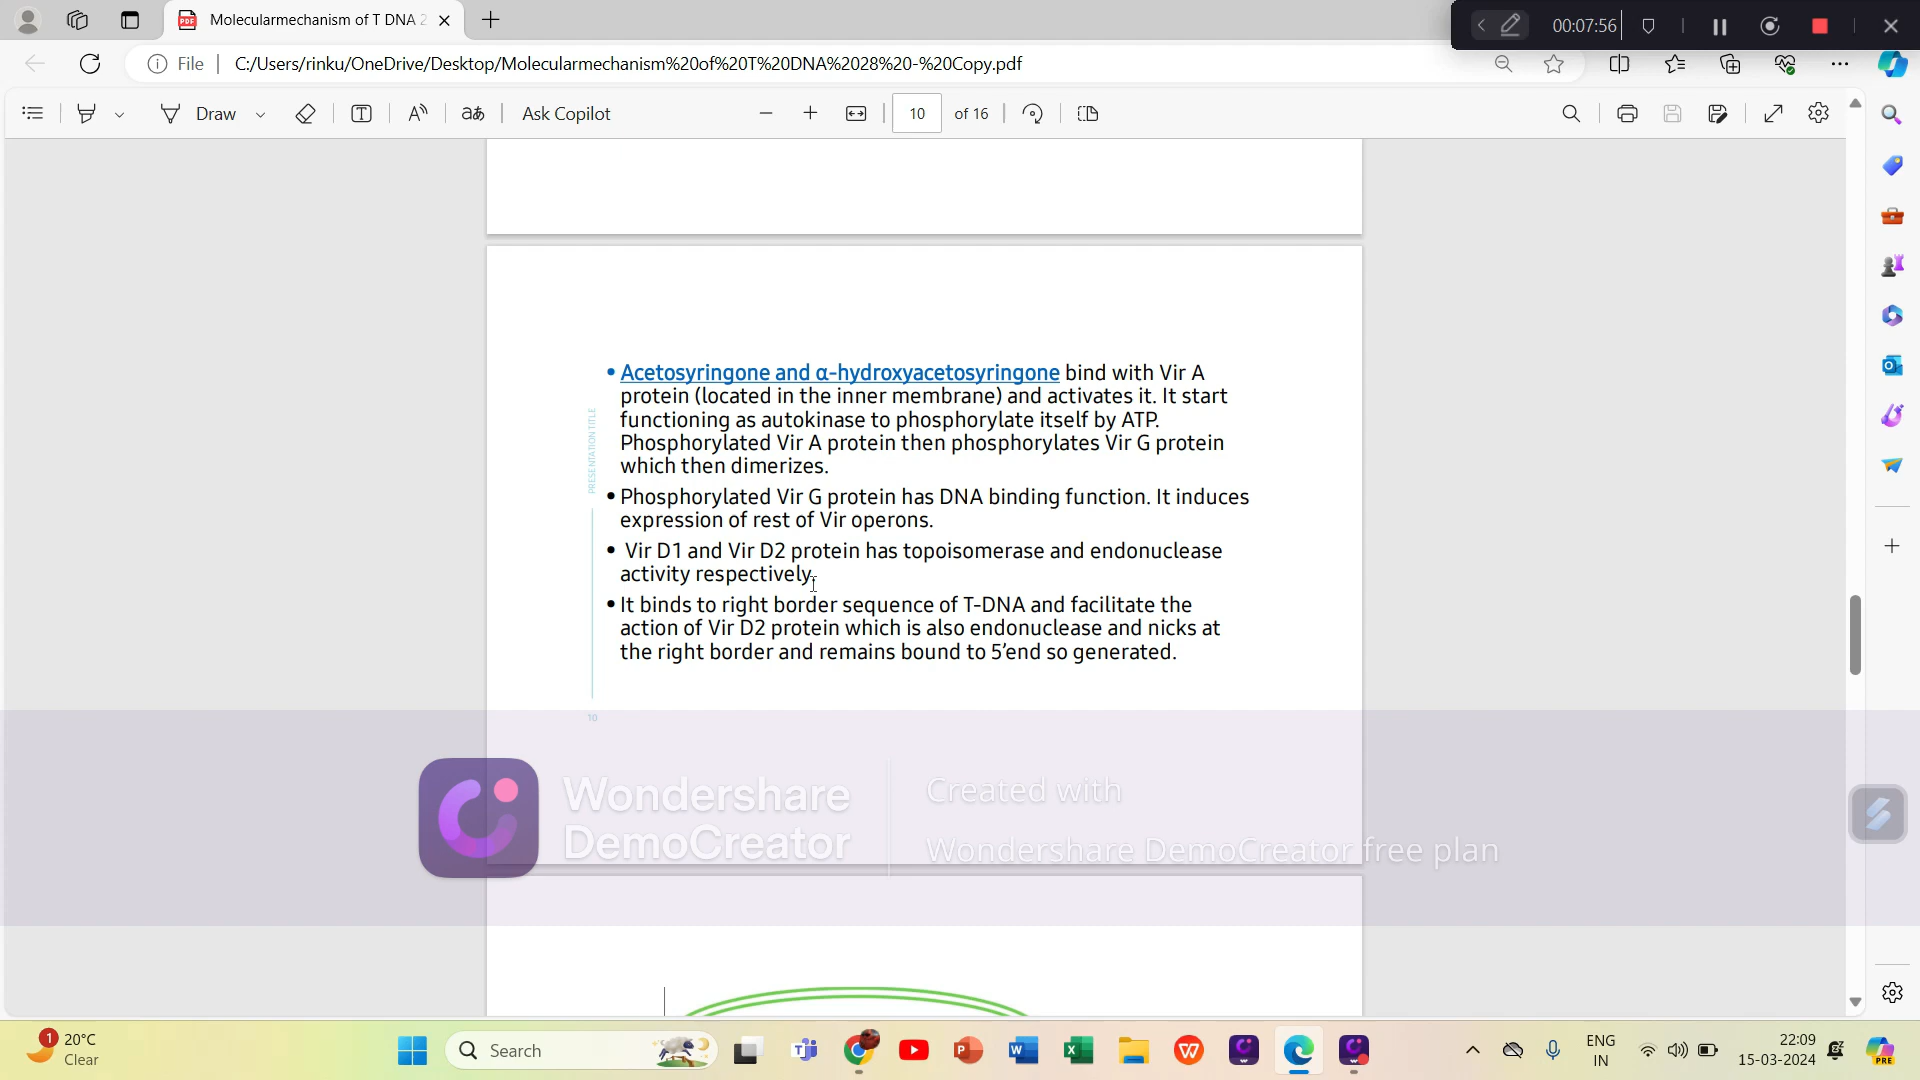 Molecularmechanism of T DNA 2
00:07:56
File
C:/Users/rinku/OneDrive/Desktop/Molecularmechanism%20of%20T%20DNA%2028%20-%20Copy.pdf
Draw
Ask Copilot
10 of 16
• Acetosyringone and α-hydroxyacetosyringone bind with Vir A
protein (located in the inner membrane) and activates it. It start
functioning as autokinase to phosphorylate itself by ATP.
Phosphorylated Vir A protein then phosphorylates Vir G protein
which then dimerizes.
• Phosphorylated Vir G protein has DNA binding function. It induces
expression of rest of Vir operons.
• Vir D1 and Vir D2 protein has topoisomerase and endonuclease
activity respectively.
• It binds to right border sequence of T-DNA and facilitate the
action of Vir D2 protein which is also endonuclease and nicks at
the right border and remains bound to 5’end so generated.
PRESENTATION TITLE
10
Wondershare
DemoCreator
Created with
Wondershare DemoCreator free plan
1
20°C
Clear
Search
ENG
IN
22:09
15-03-2024
PRE